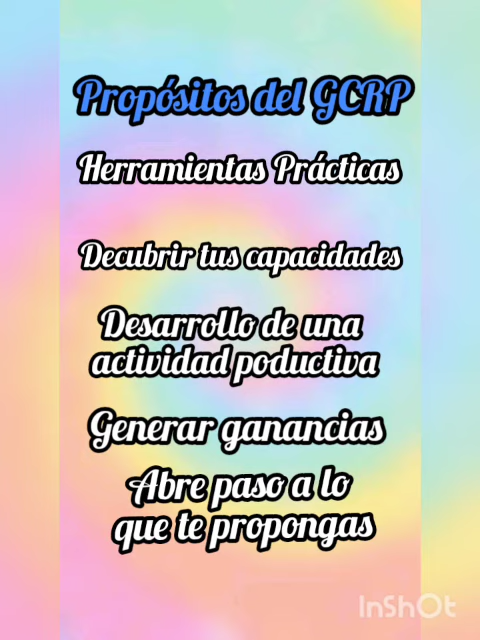 Propósitos del GCRP
Herramientas Prácticas
Decubrir tus capacidades
Desarrollo de una
actividad poductiva
Generar ganancias
Abre paso a lo
que te propongas
InShOt